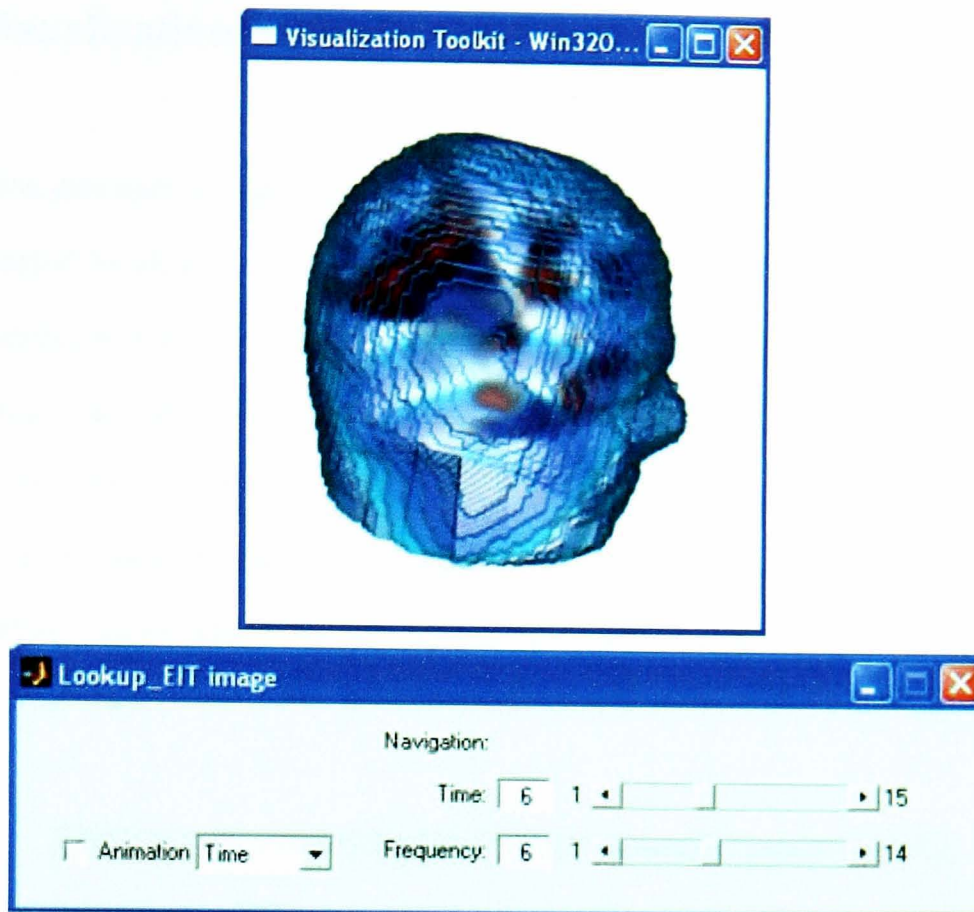 Visualization Toolkit - Win32O...
Lookup_EIT image
Navigation:
Time: 6 1 15
Animation Time Frequency: 6 1 14